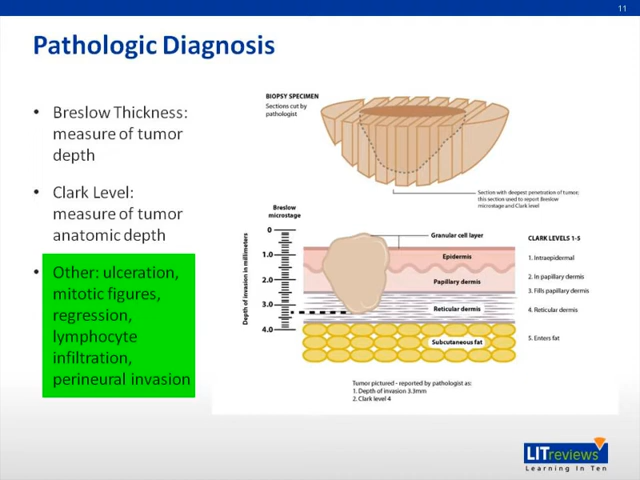 11
Pathologic Diagnosis
• Breslow Thickness:
measure of tumor
depth
• Clark Level:
measure of tumor
anatomic depth
• Other: ulceration,
mitotic figures,
regression,
lymphocyte
infiltration,
perineural invasion
BIOPSY SPECIMEN
Sections cut by
pathologist
Section with deepest penetration of tumor;
this section used to report Breslow
microstage and Clark level
Breslow
microstage
Depth of invasion in millimeters
0
1.0
2.0
3.0
4.0
Granular cell layer
Epidermis
Papillary dermis
Reticular dermis
Subcutaneous fat
CLARK LEVELS 1-5
1. Intraepidermal
2. In papillary dermis
3. Fills papillary dermis
4. Reticular dermis
5. Enters fat
Tumor pictured - reported by pathologist as:
1. Depth of invasion 3.3mm
2. Clark level 4
LITreviews
Learning In Ten